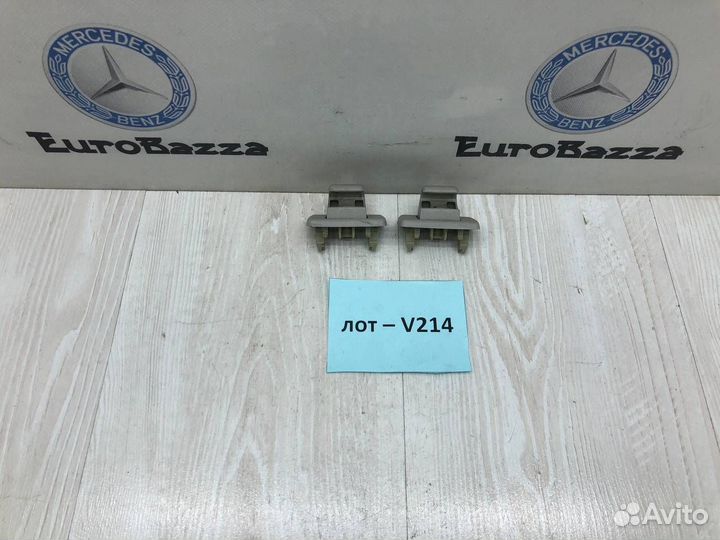 MERCEDES
BENZ
EuroBazza
MERCEDES
BENZ
EuroBazza
лот – V214
Avito